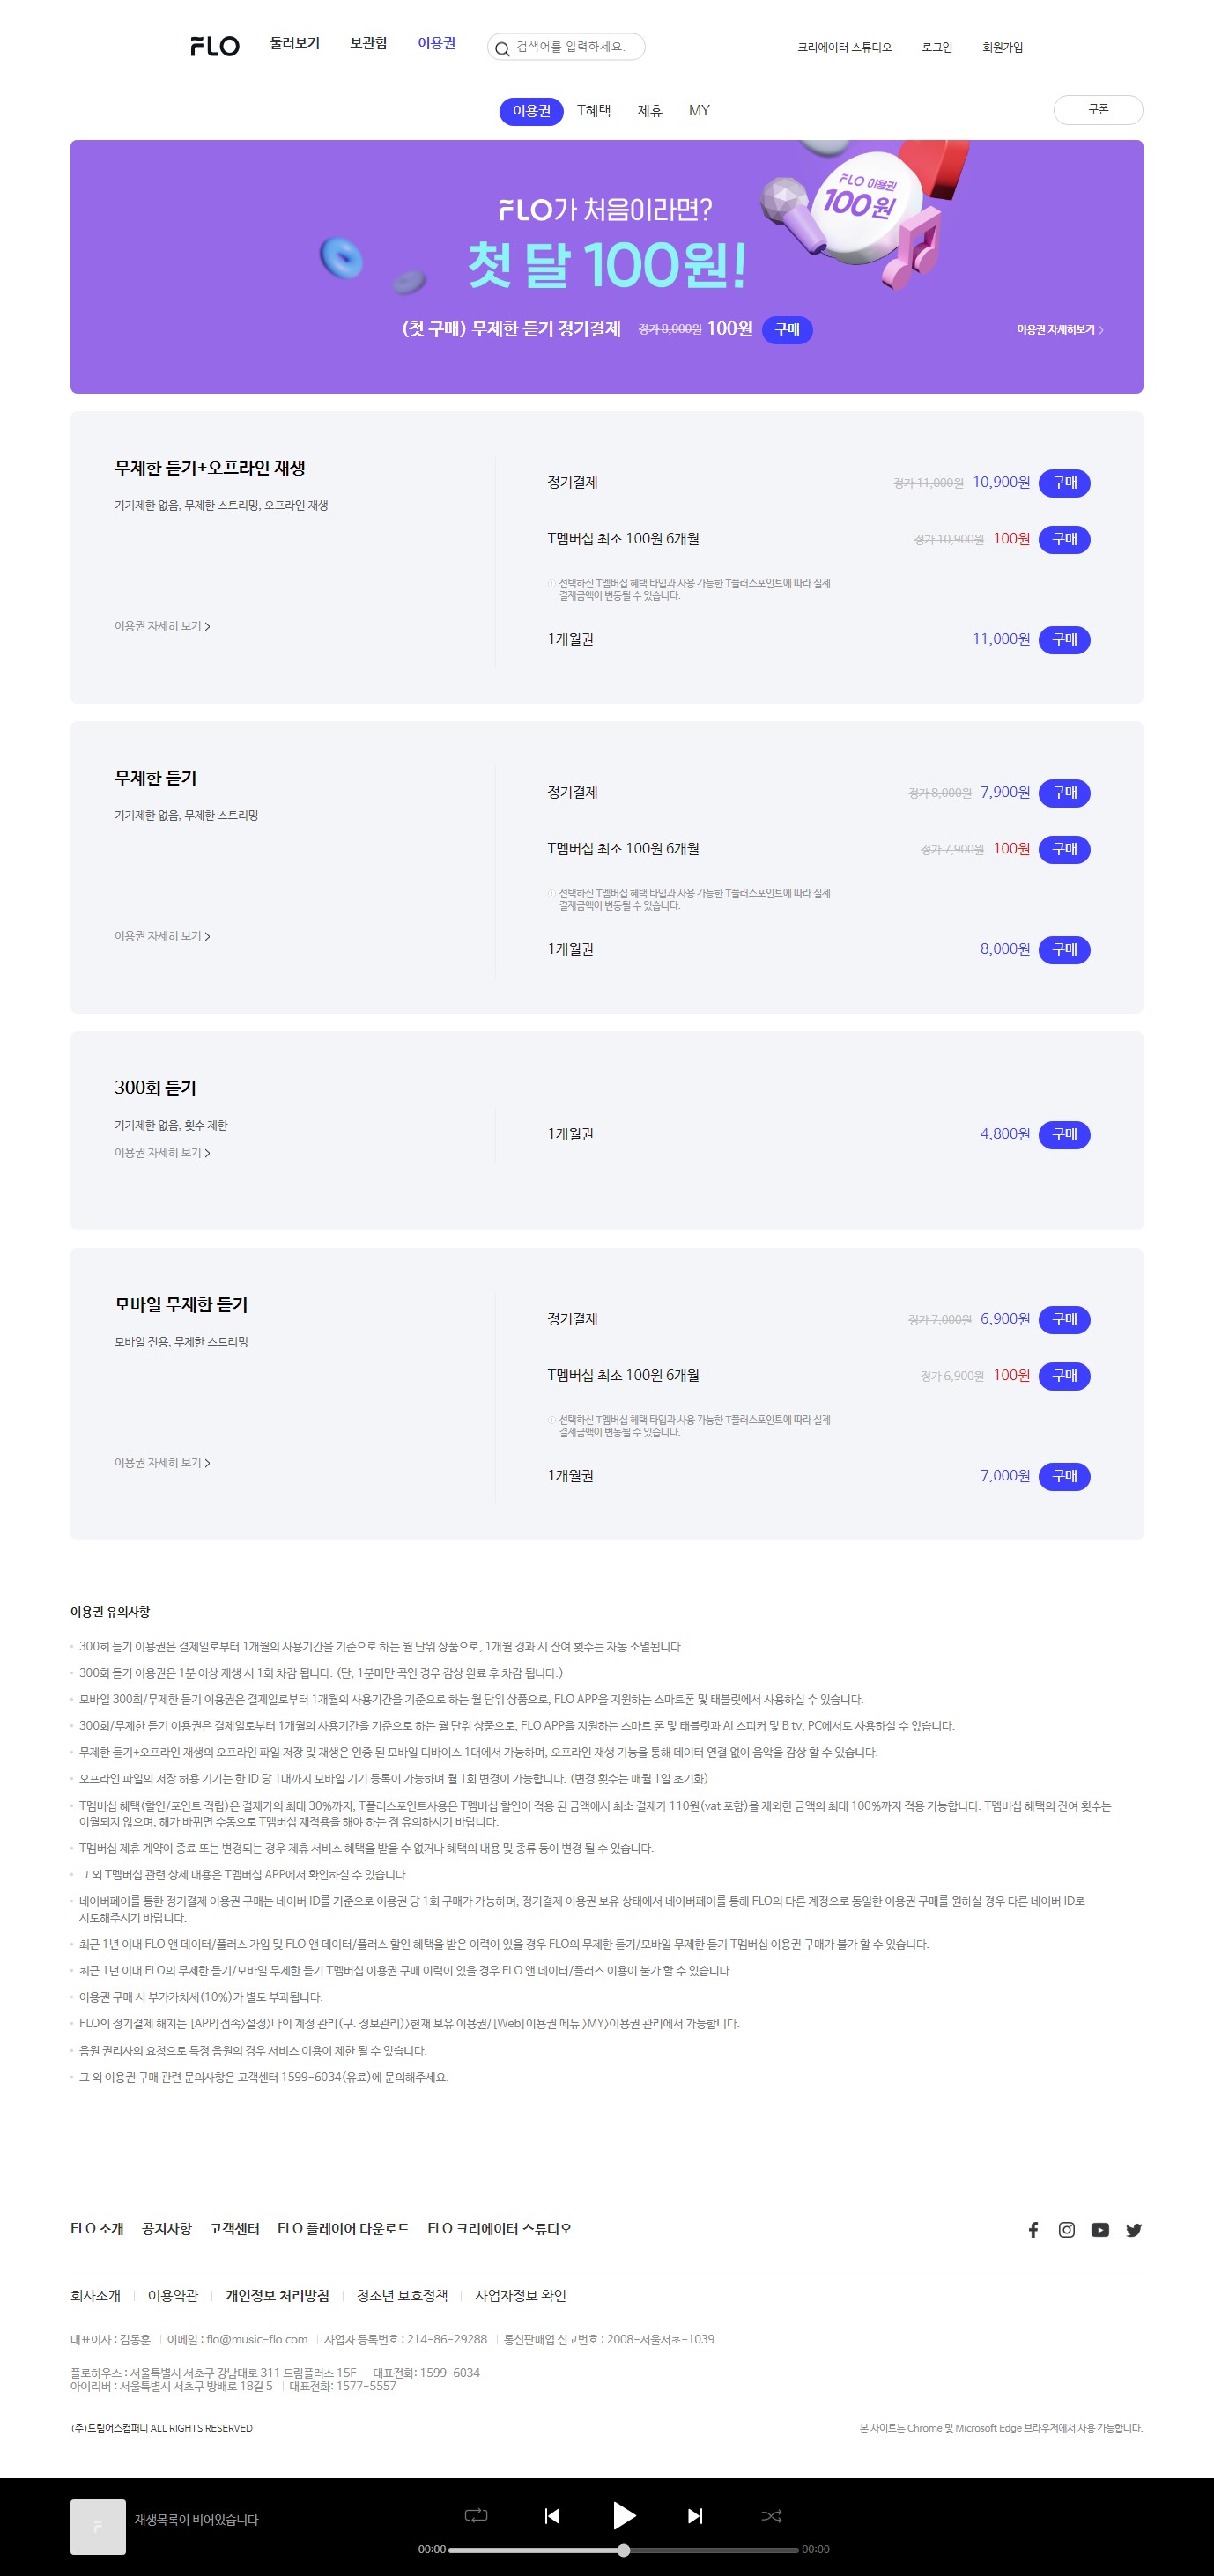 FLO
둘러보기 보관함 이용권 검색어를 입력하세요. 크리에이터 스튜디오 로그인 회원가입
이용권 T혜택 제휴 MY 쿠폰
FLO 이용권
100원
FLO가 처음이라면?
첫 달 100원!
(첫 구매) 무제한 듣기 정기결제 정가 8,000원 100원 구매 이용권 자세히보기
무제한 듣기+오프라인 재생
기기제한 없음, 무제한 스트리밍, 오프라인 재생
이용권 자세히 보기
정기결제 정가 11,000원 10,900원 구매
T멤버십 최소 100원 6개월 정가 10,900원 100원 구매
선택하신 T멤버십 혜택 타입과 사용 가능한 T플러스포인트에 따라 실제
결제금액이 변동될 수 있습니다.
1개월권 11,000원 구매
무제한 듣기
기기제한 없음, 무제한 스트리밍
이용권 자세히 보기
정기결제 정가 8,000원 7,900원 구매
T멤버십 최소 100원 6개월 정가 7,900원 100원 구매
선택하신 T멤버십 혜택 타입과 사용 가능한 T플러스포인트에 따라 실제
결제금액이 변동될 수 있습니다.
1개월권 8,000원 구매
300회 듣기
기기제한 없음, 횟수 제한
이용권 자세히 보기
1개월권 4,800원 구매
모바일 무제한 듣기
모바일 전용, 무제한 스트리밍
이용권 자세히 보기
정기결제 정가 7,000원 6,900원 구매
T멤버십 최소 100원 6개월 정가 6,900원 100원 구매
선택하신 T멤버십 혜택 타입과 사용 가능한 T플러스포인트에 따라 실제
결제금액이 변동될 수 있습니다.
1개월권 7,000원 구매
이용권 유의사항
300회 듣기 이용권은 결제일로부터 1개월의 사용기간을 기준으로 하는 월 단위 상품으로, 1개월 경과 시 잔여 횟수는 자동 소멸됩니다.
300회 듣기 이용권은 1분 이상 재생 시 1회 차감 됩니다. (단, 1분미만 곡인 경우 감상 완료 후 차감 됩니다.)
모바일 300회/무제한 듣기 이용권은 결제일로부터 1개월의 사용기간을 기준으로 하는 월 단위 상품으로, FLO APP을 지원하는 스마트폰 및 태블릿에서 사용하실 수 있습니다.
300회/무제한 듣기 이용권은 결제일로부터 1개월의 사용기간을 기준으로 하는 월 단위 상품으로, FLO APP을 지원하는 스마트 폰 및 태블릿과 AI 스피커 및 B tv, PC에서도 사용하실 수 있습니다.
무제한 듣기+오프라인 재생의 오프라인 파일 저장 및 재생은 인증 된 모바일 디바이스 1대에서 가능하며, 오프라인 재생 기능을 통해 데이터 연결 없이 음악을 감상 할 수 있습니다.
오프라인 파일의 저장 허용 기기는 한 ID 당 1대까지 모바일 기기 등록이 가능하며 월 1회 변경이 가능합니다. (변경 횟수는 매월 1일 초기화)
T멤버십 혜택(할인/포인트 적립)은 결제가의 최대 30%까지, T플러스포인트사용은 T멤버십 할인이 적용 된 금액에서 최소 결제가 110원(vat 포함)을 제외한 금액의 최대 100%까지 적용 가능합니다. T멤버십 혜택의 잔여 횟수는
이월되지 않으며, 해가 바뀌면 수동으로 T멤버십 재적용을 해야 하는 점 유의하시기 바랍니다.
T멤버십 제휴 계약이 종료 또는 변경되는 경우 제휴 서비스 혜택을 받을 수 없거나 혜택의 내용 및 종류 등이 변경 될 수 있습니다.
그 외 T멤버십 관련 상세 내용은 T멤버십 APP에서 확인하실 수 있습니다.
네이버페이를 통한 정기결제 이용권 구매는 네이버 ID를 기준으로 이용권 당 1회 구매가 가능하며, 정기결제 이용권 보유 상태에서 네이버페이를 통해 FLO의 다른 계정으로 동일한 이용권 구매를 원하실 경우 다른 네이버 ID로
시도해주시기 바랍니다.
최근 1년 이내 FLO 앤 데이터/플러스 가입 및 FLO 앤 데이터/플러스 할인 혜택을 받은 이력이 있을 경우 FLO의 무제한 듣기/모바일 무제한 듣기 T멤버십 이용권 구매가 불가 할 수 있습니다.
최근 1년 이내 FLO의 무제한 듣기/모바일 무제한 듣기 T멤버십 이용권 구매 이력이 있을 경우 FLO 앤 데이터/플러스 이용이 불가 할 수 있습니다.
이용권 구매 시 부가가치세(10%)가 별도 부과됩니다.
FLO의 정기결제 해지는 [APP]접속>설정>나의 계정 관리(구. 정보관리)>현재 보유 이용권/ [Web]이용권 메뉴 >MY>이용권 관리에서 가능합니다.
음원 권리사의 요청으로 특정 음원의 경우 서비스 이용이 제한 될 수 있습니다.
그 외 이용권 구매 관련 문의사항은 고객센터 1599-6034(유료)에 문의해주세요.
FLO 소개 공지사항 고객센터 FLO 플레이어 다운로드 FLO 크리에이터 스튜디오
회사소개 이용약관 개인정보 처리방침 청소년 보호정책 사업자정보 확인
대표이사 : 김동훈 이메일 : flo@music-flo.com 사업자 등록번호 : 214-86-29288 통신판매업 신고번호 : 2008-서울서초-1039
플로하우스 : 서울특별시 서초구 강남대로 311 드림플러스 15F 대표전화: 1599-6034
아이리버 : 서울특별시 서초구 방배로 18길 5 대표전화: 1577-5557
(주)드림어스컴퍼니 ALL RIGHTS RESERVED 본 사이트는 Chrome 및 Microsoft Edge 브라우저에서 사용 가능합니다.
재생목록이 비어있습니다
00:00 00:00